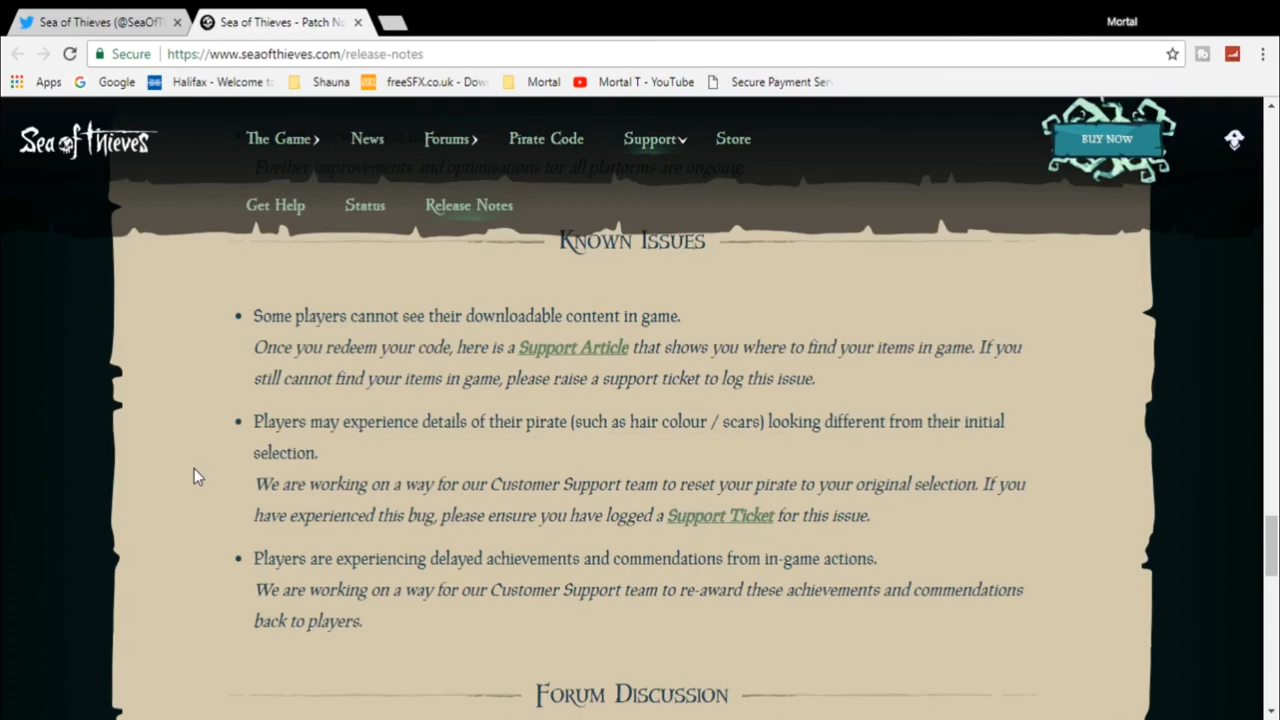 Sea of Thieves (@SeaOfT
Sea of Thieves - Patch No
Mortal
Secure
https://www.seaofthieves.com/release-notes
Apps
Google
Halifax - Welcome to
Shauna
freeSFX.co.uk - Dow
Mortal
Mortal T - YouTube
Secure Payment Serv
Sea of Thieves
The Game
News
Forums
Pirate Code
Support
Store
BUY NOW
Further improvements and optimisations for all platforms are ongoing.
Get Help
Status
Release Notes
Known Issues
• Some players cannot see their downloadable content in game.
Once you redeem your code, here is a Support Article that shows you where to find your items in game. If you
still cannot find your items in game, please raise a support ticket to log this issue.
• Players may experience details of their pirate (such as hair colour / scars) looking different from their initial
selection.
We are working on a way for our Customer Support team to reset your pirate to your original selection. If you
have experienced this bug, please ensure you have logged a Support Ticket for this issue.
• Players are experiencing delayed achievements and commendations from in-game actions.
We are working on a way for our Customer Support team to re-award these achievements and commendations
back to players.
Forum Discussion